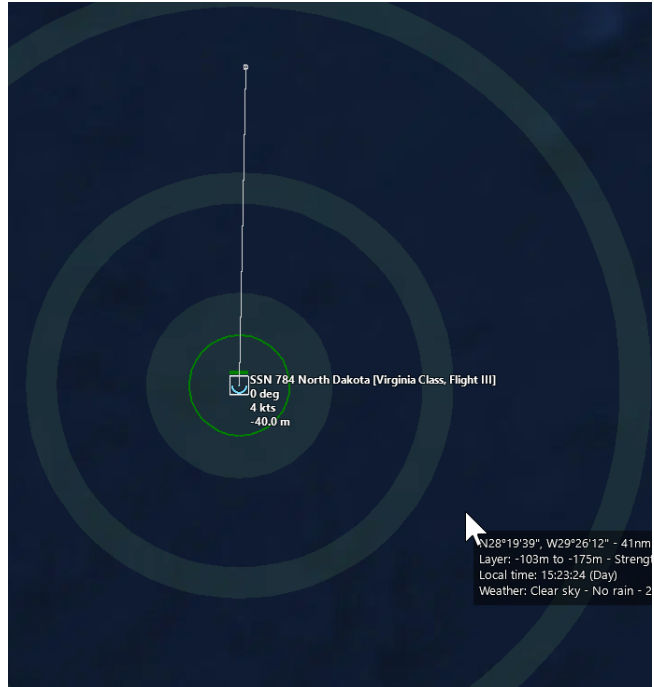 SSN 784 North Dakota [Virginia Class, Flight III]
0 deg
4 kts
-40.0 m
N28°19'39", W29°26'12" - 41nm
Layer: -103m to -175m - Strengt
Local time: 15:23:24 (Day)
Weather: Clear sky - No rain - 2